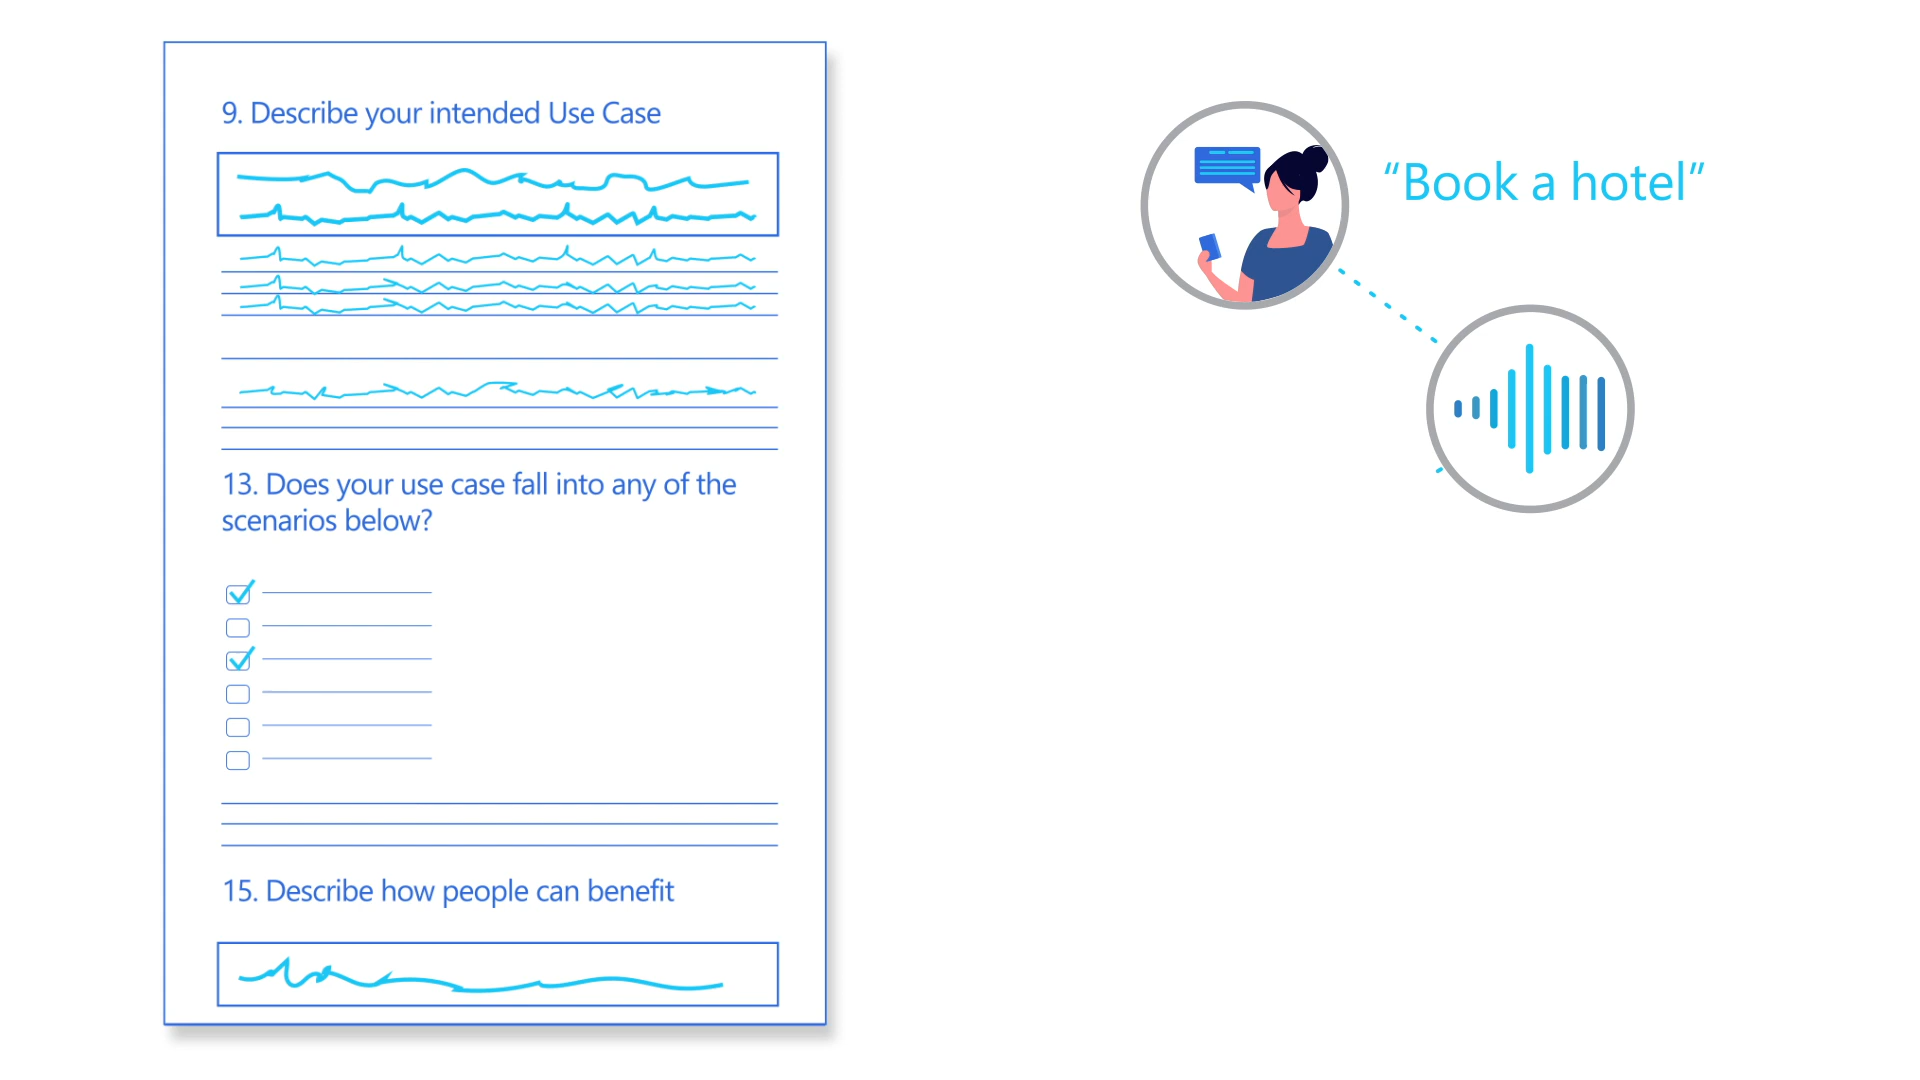 9. Describe your intended Use Case
13. Does your use case fall into any of the
scenarios below?
15. Describe how people can benefit
“Book a hotel”